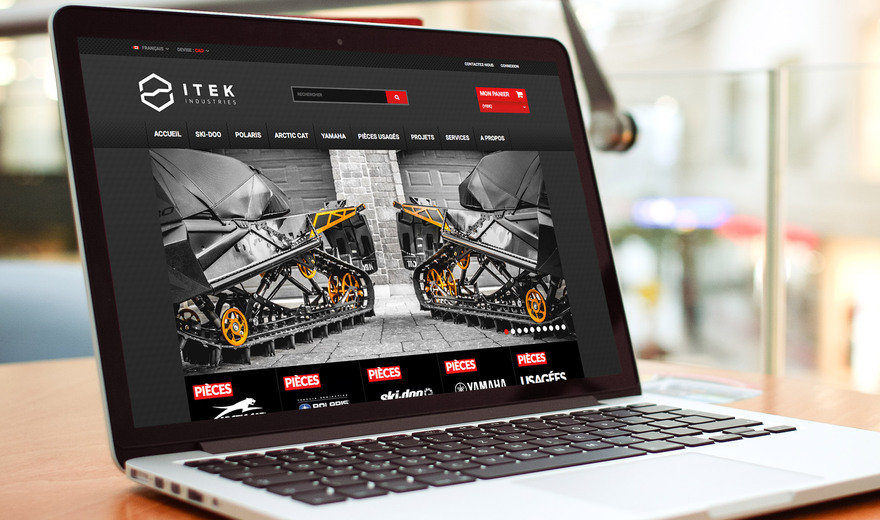 FRANÇAIS
DEVISE : CAD
CONTACTEZ-NOUS CONNEXION
ITEK
INDUSTRIES
RECHERCHER
MON PANIER
(VIDE)
ACCUEIL SKI-DOO POLARIS ARCTIC CAT YAMAHA PIÈCES USAGÉS PROJETS SERVICES A PROPOS
PIÈCES PIÈCES PIÈCES PIÈCES PIÈCES
POLARIS ski-doo YAMAHA USAGÉES